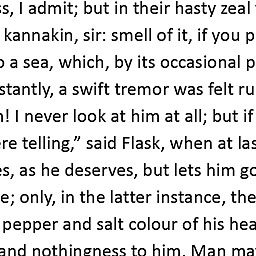 ss, I admit; but in their hasty zeal
kannakin, sir: smell of it, if you p
o a sea, which, by its occasional p
stantly, a swift tremor was felt ru
n! I never look at him at all; but if
ere telling,” said Flask, when at las
es, as he deserves, but lets him go
e; only, in the latter instance, the
pepper and salt colour of his hea
and nothingness to him. Man ma